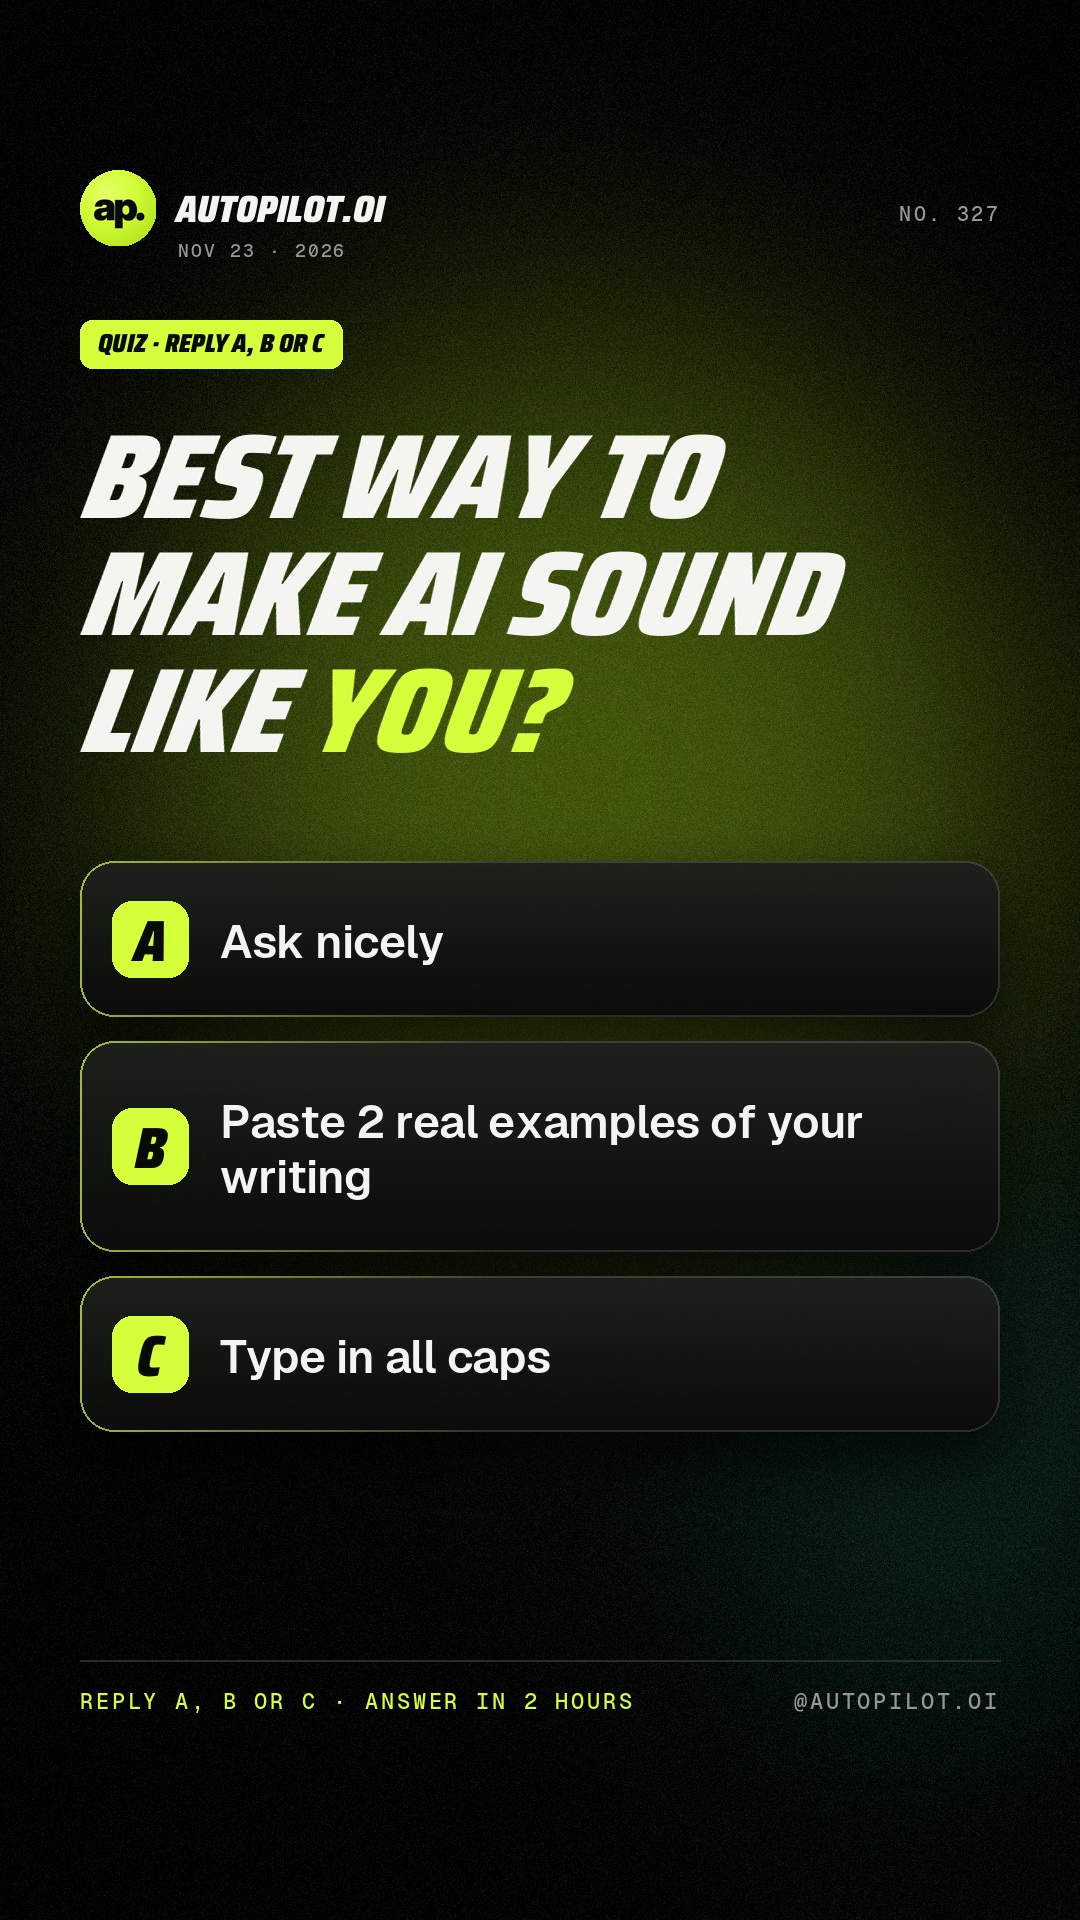 ap.
AUTOPILOT.OI
NO. 327
NOV 23 · 2026
QUIZ · REPLY A, B OR C
BEST WAY TO
MAKE AI SOUND
LIKE YOU?
A Ask nicely
B Paste 2 real examples of your
writing
C Type in all caps
REPLY A, B OR C · ANSWER IN 2 HOURS
@AUTOPILOT.OI